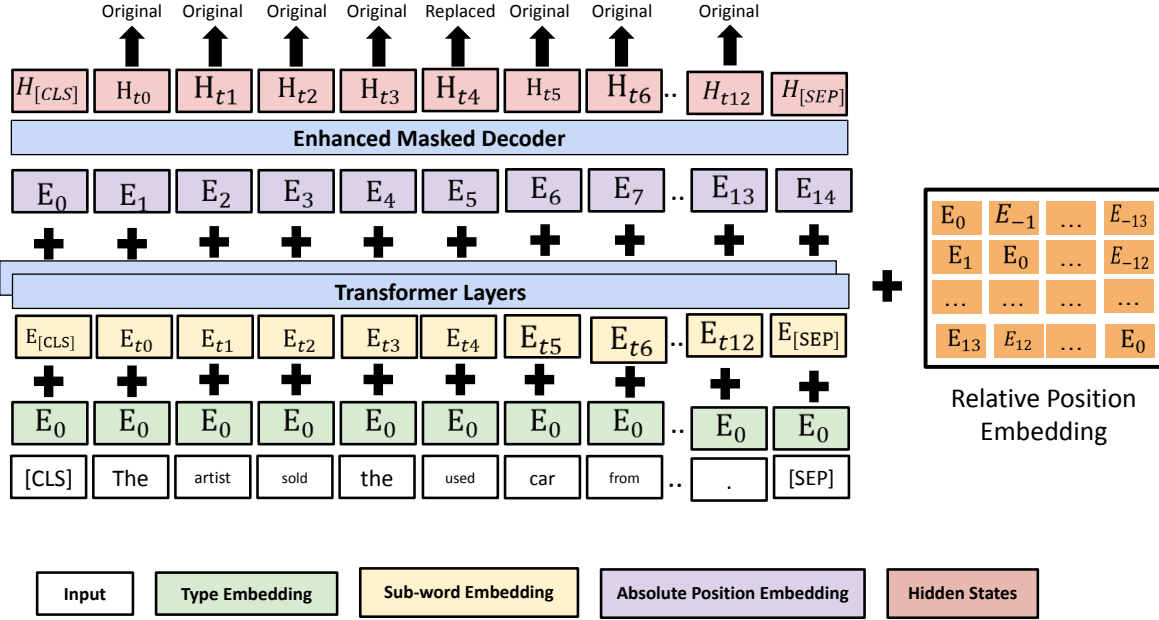 Original Original Original Original Replaced Original Original Original
H[CLS] Ht0 Ht1 Ht2 Ht3 Ht4 Ht5 Ht6 .. Ht12 H[SEP]
Enhanced Masked Decoder
E0 E1 E2 E3 E4 E5 E6 E7 .. E13 E14
+ + + + + + + + + +
Transformer Layers
E[CLS] Et0 Et1 Et2 Et3 Et4 Et5 Et6 .. Et12 E[SEP]
+ + + + + + + + + +
E0 E0 E0 E0 E0 E0 E0 E0 .. E0 E0
[CLS] The artist sold the used car from .. . [SEP]
+
E0 E−1 ... E−13
E1 E0 ... E−12
... ... ... ...
E13 E12 ... E0
Relative Position
Embedding
Input Type Embedding Sub-word Embedding Absolute Position Embedding Hidden States